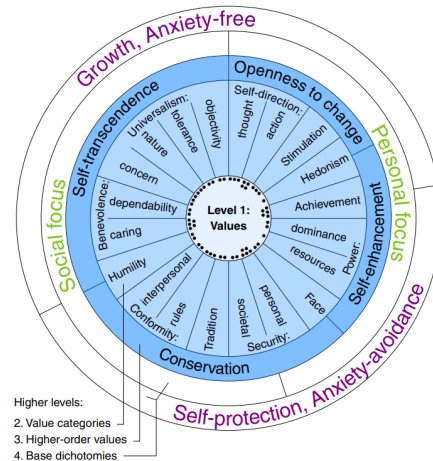 Growth, Anxiety-free
Openness to change
Self-transcendence
Personal focus
Social focus
Self-enhancement
Conservation
Self-protection, Anxiety-avoidance
Universalism:
nature
tolerance
objectivity
concern
Self-direction:
thought
action
Stimulation
Hedonism
Achievement
Power:
dominance
resources
Face
Security:
personal
societal
Tradition
Conformity:
rules
interpersonal
Humility
Benevolence:
caring
dependability
Level 1:
Values
Higher levels:
2. Value categories
3. Higher-order values
4. Base dichotomies